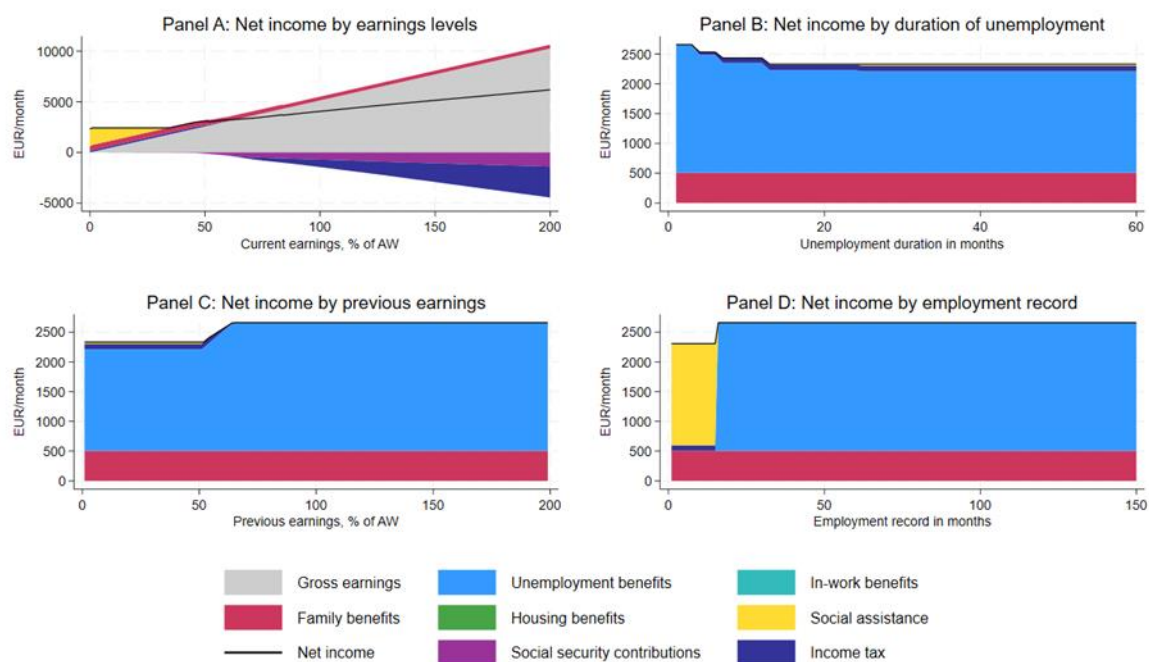 Panel A: Net income by earnings levels
EUR/month
10000
5000
0
-5000
0
50
100
150
200
Current earnings, % of AW
Panel B: Net income by duration of unemployment
EUR/month
2500
2000
1500
1000
500
0
0
20
40
60
Unemployment duration in months
Panel C: Net income by previous earnings
EUR/month
2500
2000
1500
1000
500
0
0
50
100
150
200
Previous earnings, % of AW
Panel D: Net income by employment record
EUR/month
2500
2000
1500
1000
500
0
0
50
100
150
Employment record in months
Gross earnings
Unemployment benefits
In-work benefits
Family benefits
Housing benefits
Social assistance
Net income
Social security contributions
Income tax